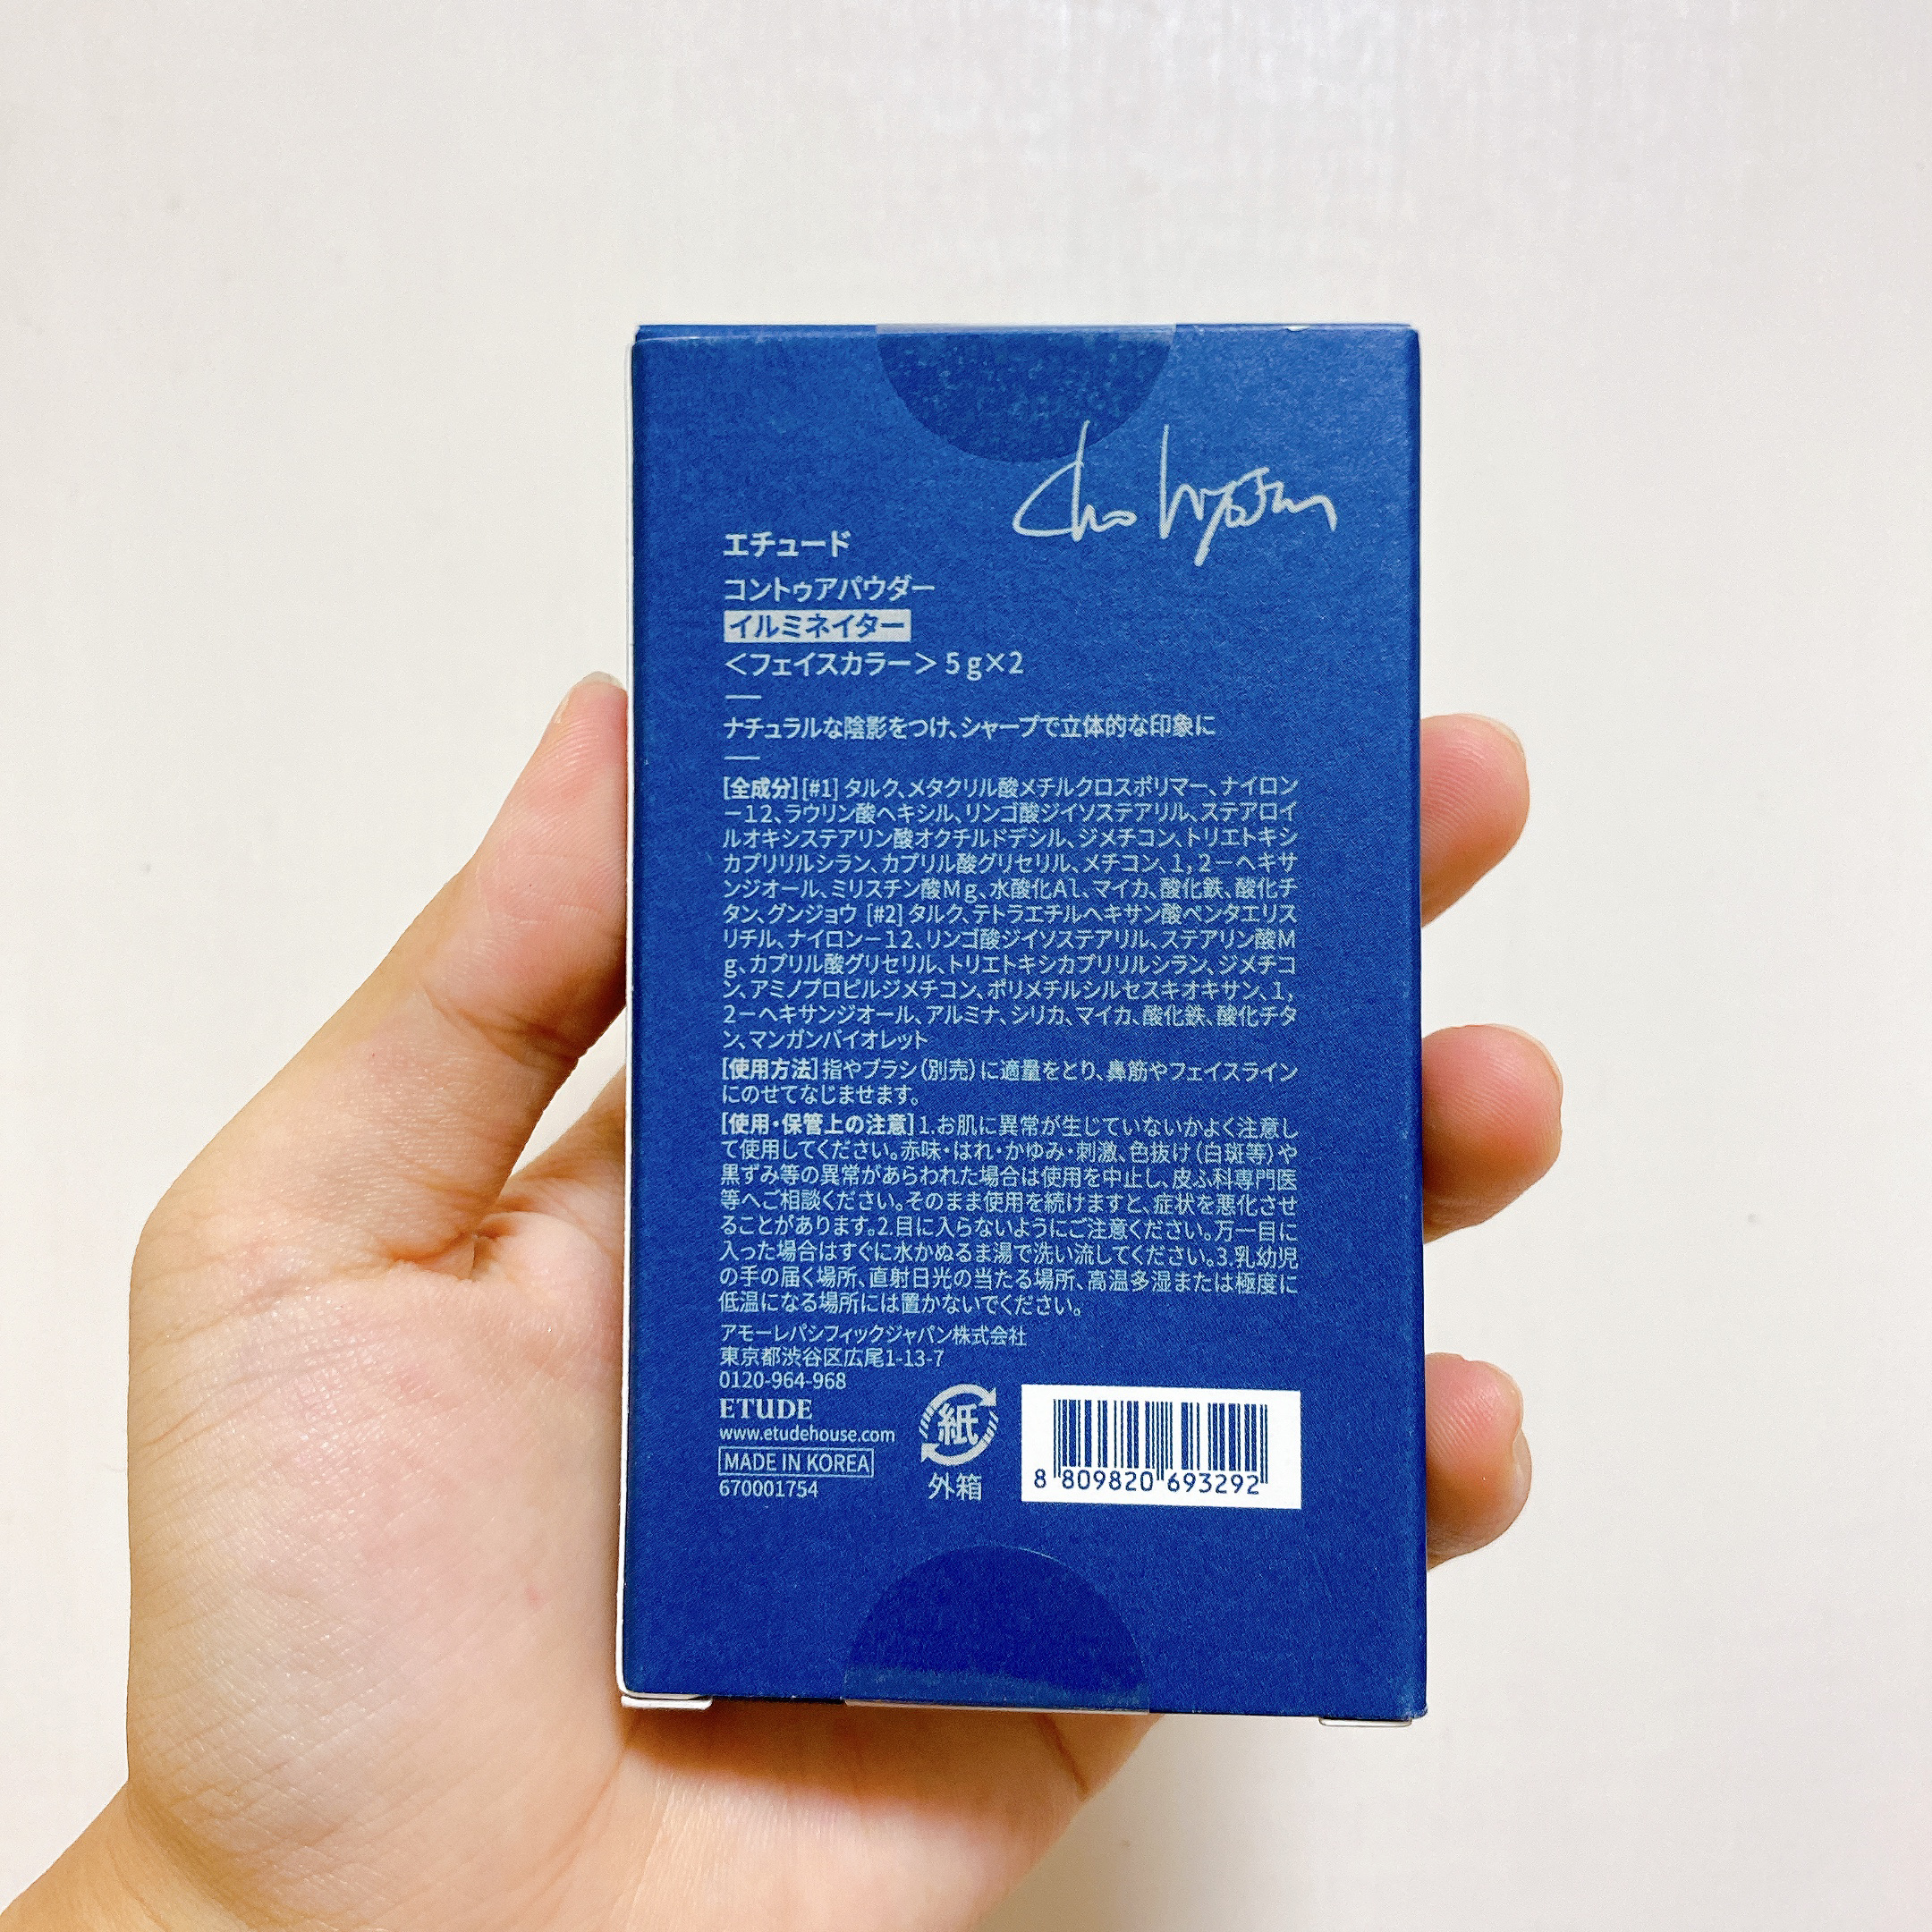 エチュード
コントゥアパウダー
イルミネイター
＜フェイスカラー＞ 5g×2
ナチュラルな陰影をつけ、シャープで立体的な印象に
[全成分] [#1] タルク、メタクリル酸メチルクロスポリマー、ナイロン
－12、ラウリン酸ヘキシル、リンゴ酸ジイソステアリル、ステアロイ
ルオキシステアリン酸オクチルドデシル、ジメチコン、トリエトキシ
カプリリルシラン、カプリル酸グリセリル、メチコン、1，2－ヘキサ
ンジオール、ミリスチン酸Mg、水酸化Al、マイカ、酸化鉄、酸化チ
タン、グンジョウ [#2] タルク、テトラエチルヘキサン酸ペンタエリス
リチル、ナイロン－12、リンゴ酸ジイソステアリル、ステアリン酸M
g、カプリル酸グリセリル、トリエトキシカプリリルシラン、ジメチコ
ン、アミノプロピルジメチコン、ポリメチルシルセスキオキサン、1，
2－ヘキサンジオール、アルミナ、シリカ、マイカ、酸化鉄、酸化チタ
ン、マンガンバイオレット
[使用方法] 指やブラシ（別売）に適量をとり、鼻筋やフェイスライン
にのせてなじませます。
[使用・保管上の注意] 1.お肌に異常が生じていないかよく注意し
て使用してください。赤味・はれ・かゆみ・刺激、色抜け（白斑等）や
黒ずみ等の異常があらわれた場合は使用を中止し、皮ふ科専門医
等へご相談ください。そのまま使用を続けますと、症状を悪化させ
ることがあります。2.目に入らないようにご注意ください。万一目に
入った場合はすぐに水かぬるま湯で洗い流してください。3.乳幼児
の手の届く場所、直射日光の当たる場所、高温多湿または極度に
低温になる場所には置かないでください。
アモーレパシフィックジャパン株式会社
東京都渋谷区広尾1-13-7
0120-964-968
ETUDE
www.etudehouse.com
MADE IN KOREA
670001754
紙
外箱
8 809820 693292